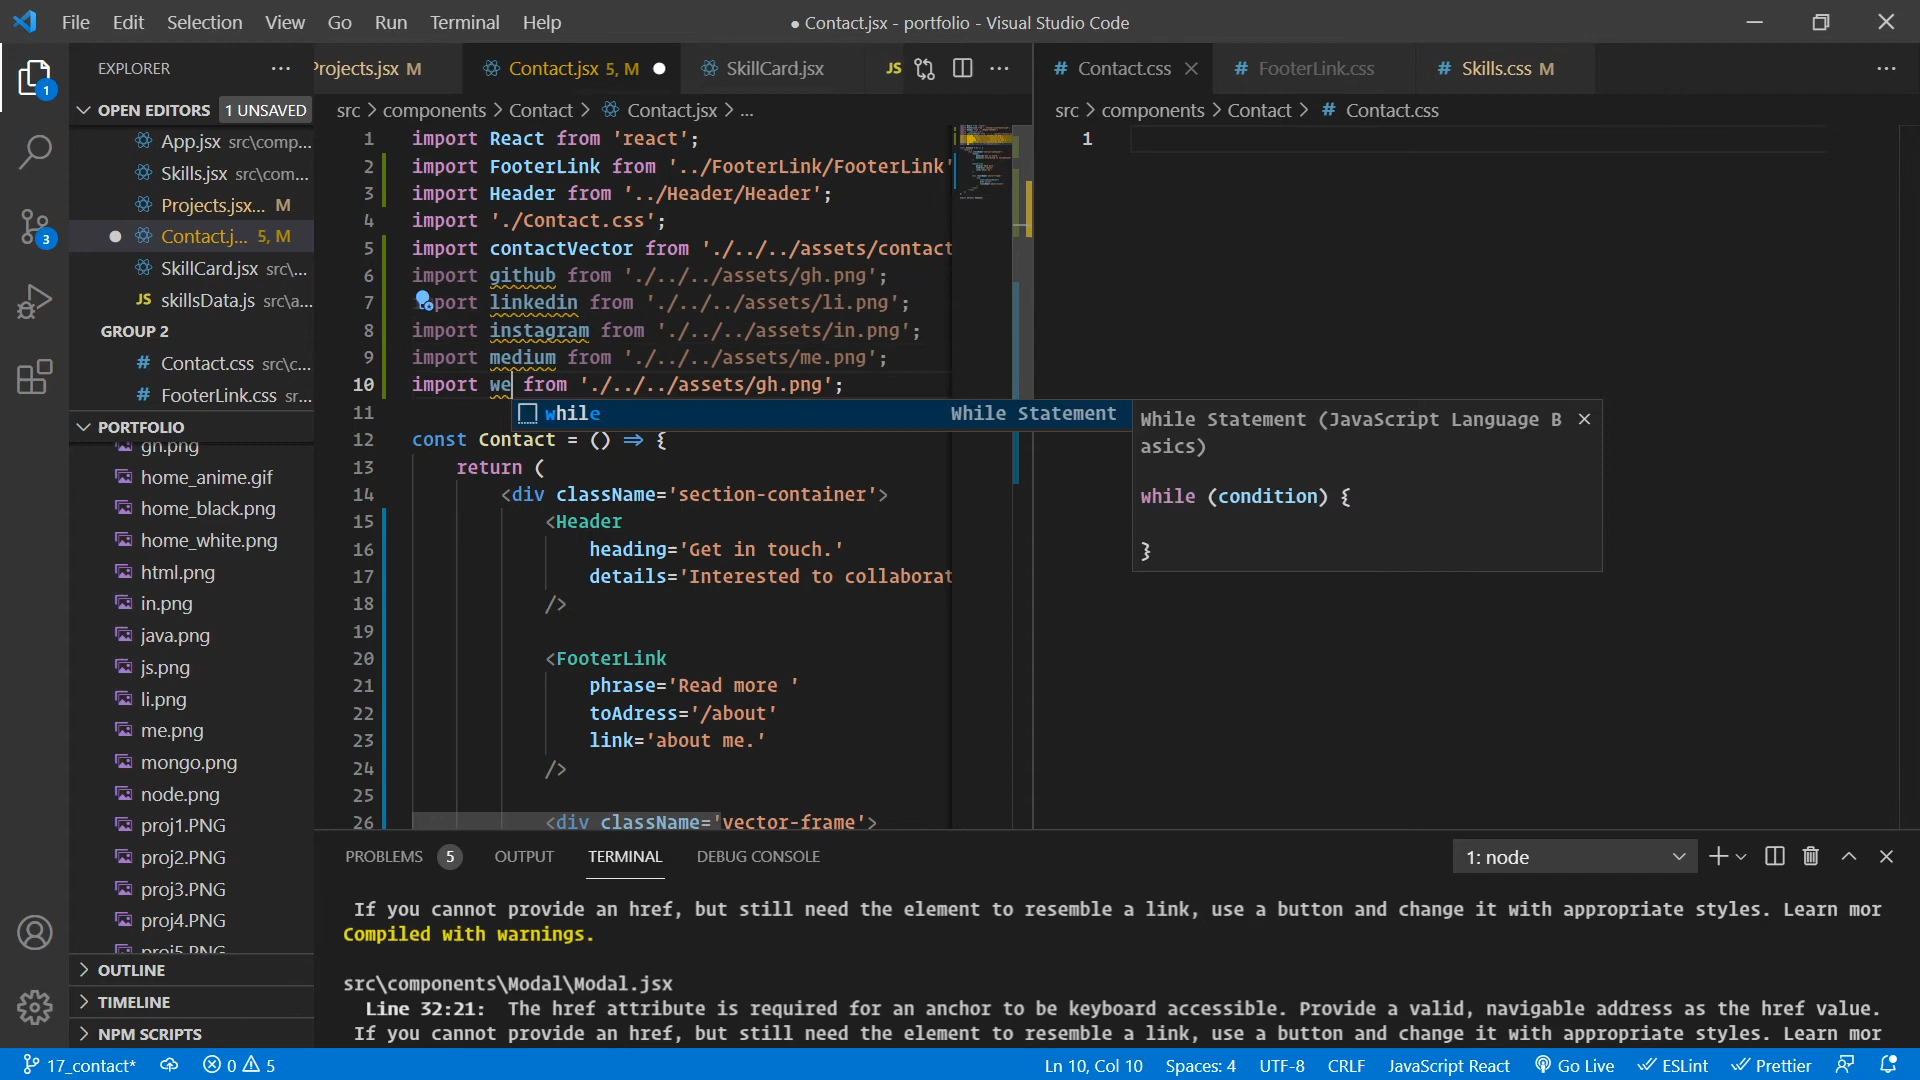 File Edit Selection View Go Run Terminal Help
● Contact.jsx - portfolio - Visual Studio Code
EXPLORER
OPEN EDITORS 1 UNSAVED
App.jsx src\comp...
Skills.jsx src\com...
Projects.jsx... M
Contact.j... 5, M
SkillCard.jsx src\...
JS skillsData.js src\a...
GROUP 2
# Contact.css src\c...
# FooterLink.css sr...
PORTFOLIO
gh.png
home_anime.gif
home_black.png
home_white.png
html.png
in.png
java.png
js.png
li.png
me.png
mongo.png
node.png
proj1.PNG
proj2.PNG
proj3.PNG
proj4.PNG
proj5.PNG
OUTLINE
TIMELINE
NPM SCRIPTS
1
3
Projects.jsx M Contact.jsx 5, M SkillCard.jsx JS
src > components > Contact > Contact.jsx > ...
1 import React from 'react';
2 import FooterLink from '../FooterLink/FooterLink'
3 import Header from '../Header/Header';
4 import './Contact.css';
5 import contactVector from './../../assets/contact
6 import github from './../../assets/gh.png';
7 import linkedin from './../../assets/li.png';
8 import instagram from './../../assets/in.png';
9 import medium from './../../assets/me.png';
10 import we from './../../assets/gh.png';
11
while While Statement
12 const Contact = () ⇒ {
13 return (
14 <div className='section-container'>
15 <Header
16 heading='Get in touch.'
17 details='Interested to collaborat
18 />
19
20 <FooterLink
21 phrase='Read more '
22 toAdress='/about'
23 link='about me.'
24 />
25
26 <div className='vector-frame'>
# Contact.css # FooterLink.css # Skills.css M
src > components > Contact > # Contact.css
1
While Statement (JavaScript Language B
asics)
while (condition) {
}
PROBLEMS 5 OUTPUT TERMINAL DEBUG CONSOLE
1: node
If you cannot provide an href, but still need the element to resemble a link, use a button and change it with appropriate styles. Learn mor
Compiled with warnings.
src\components\Modal\Modal.jsx
Line 32:21: The href attribute is required for an anchor to be keyboard accessible. Provide a valid, navigable address as the href value.
If you cannot provide an href, but still need the element to resemble a link, use a button and change it with appropriate styles. Learn mor
17_contact* 0 5
Ln 10, Col 10 Spaces: 4 UTF-8 CRLF JavaScript React Go Live ESLint Prettier